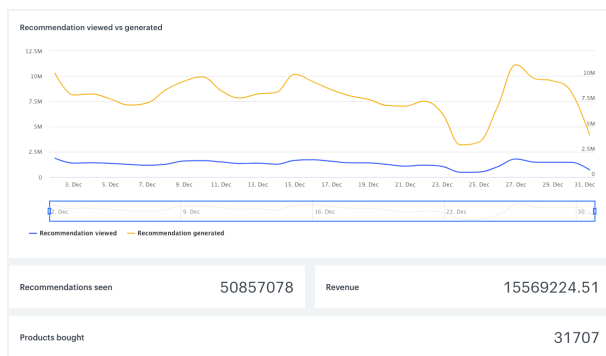 Recommendation viewed vs generated
12.5M
10M
7.5M
5M
2.5M
0
10M
7.5M
5M
2.5M
0
3. Dec 5. Dec 7. Dec 9. Dec 11. Dec 13. Dec 15. Dec 17. Dec 19. Dec 21. Dec 23. Dec 25. Dec 27. Dec 29. Dec 31. Dec
2. Dec 9. Dec 16. Dec 23. Dec 30. …
Recommendation viewed Recommendation generated
Recommendations seen 50857078 Revenue 15569224.51
Products bought 31707